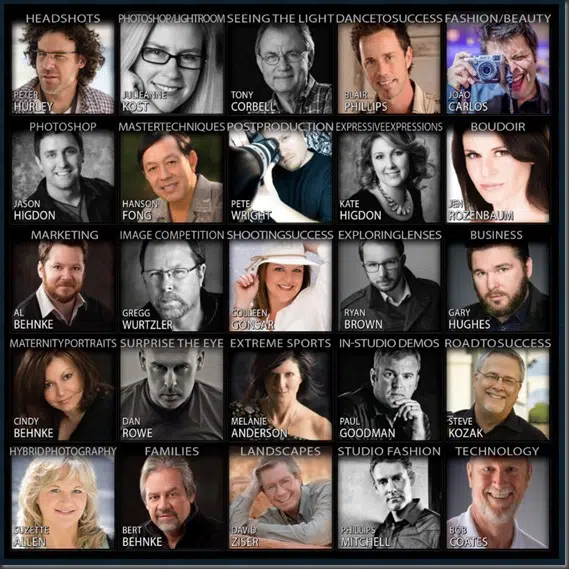 HEADSHOTS
PETER
HURLEY
PHOTOSHOP/LIGHTROOM
JULIEANNE
KOST
SEEING THE LIGHT
TONY
CORBELL
DANCETOSUCCESS
BLAIR
PHILLIPS
FASHION/BEAUTY
JOAO
CARLOS
PHOTOSHOP
JASON
HIGDON
MASTERTECHNIQUES
HANSON
FONG
POSTPRODUCTION
PETE
WRIGHT
EXPRESSIVEEXPRESSIONS
KATE
HIGDON
BOUDOIR
JEN
ROZENBAUM
MARKETING
AL
BEHNKE
IMAGE COMPETITION
GREGG
WURTZLER
SHOOTINGSUCCESS
COLLEEN
GONSAR
EXPLORINGLENSES
RYAN
BROWN
BUSINESS
GARY
HUGHES
MATERNITYPORTRAITS
CINDY
BEHNKE
SURPRISE THE EYE
DAN
ROWE
EXTREME SPORTS
MELANIE
ANDERSON
IN-STUDIO DEMOS
PAUL
GOODMAN
ROADTOSUCCESS
STEVE
KOZAK
HYBRIDPHOTOGRAPHY
SUZETTE
ALLEN
FAMILIES
BERT
BEHNKE
LANDSCAPES
DAVID
ZISER
STUDIO FASHION
PHILLIPS
MITCHELL
TECHNOLOGY
BOB
COATES